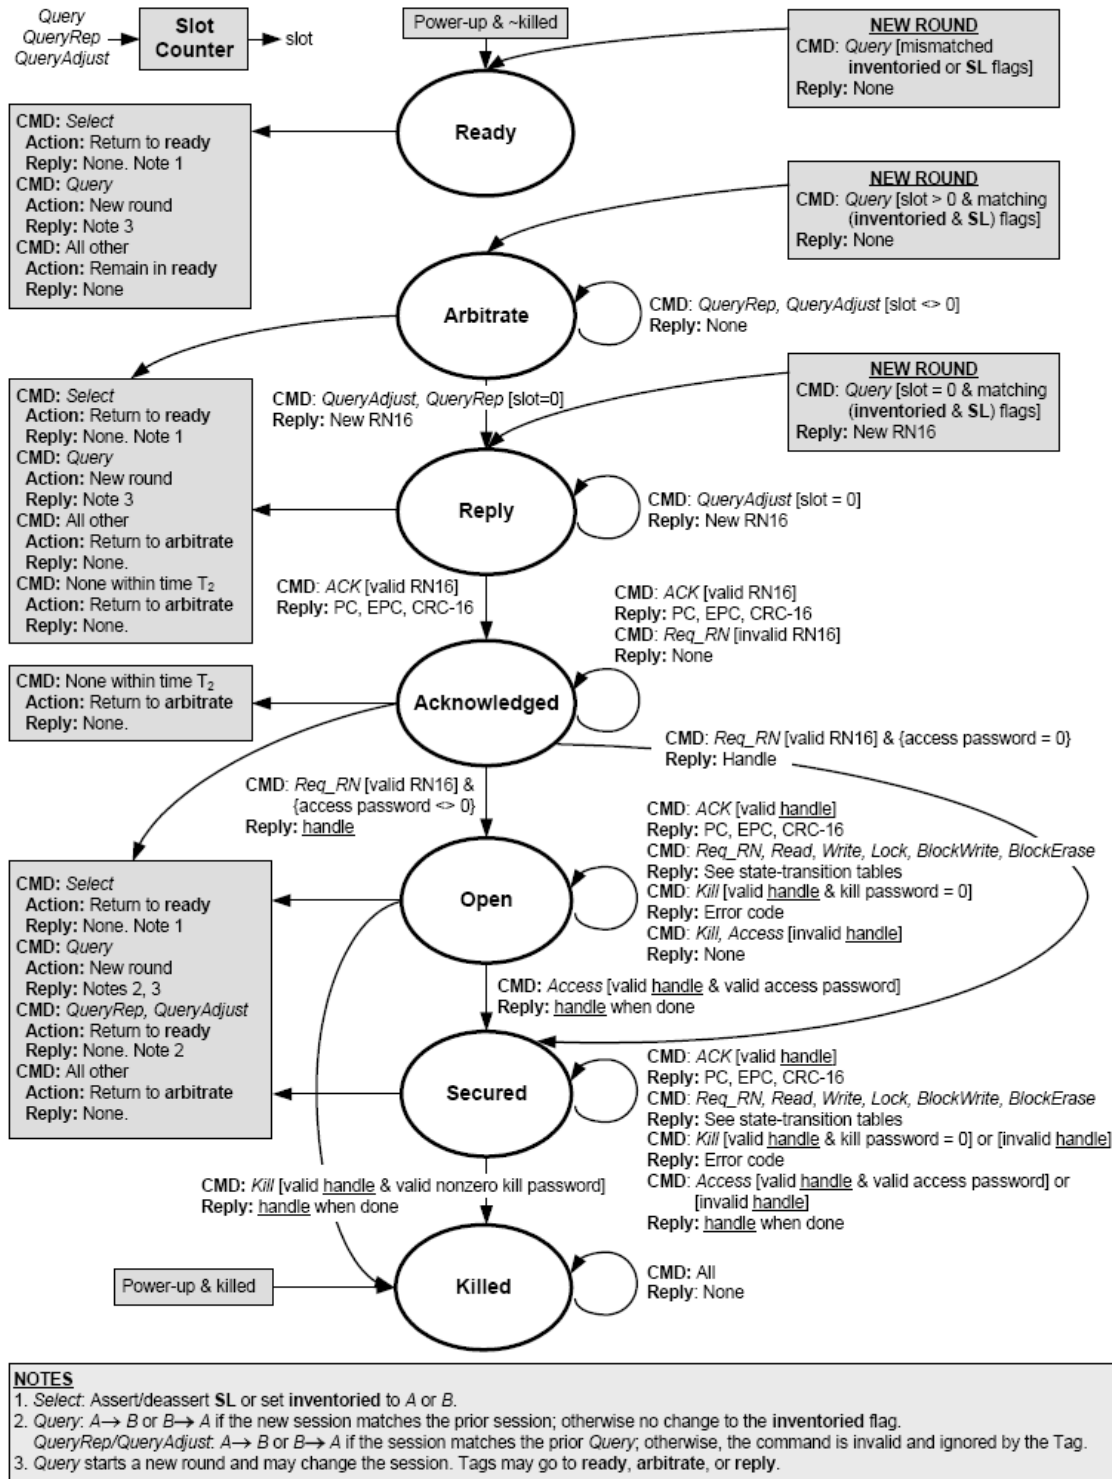 Query
QueryRep
QueryAdjust
Slot
Counter
slot
Power-up & ~killed
NEW ROUND
CMD: Query [mismatched
inventoried or SL flags]
Reply: None
Ready
CMD: Select
Action: Return to ready
Reply: None. Note 1
CMD: Query
Action: New round
Reply: Note 3
CMD: All other
Action: Remain in ready
Reply: None
NEW ROUND
CMD: Query [slot > 0 & matching
(inventoried & SL) flags]
Reply: None
Arbitrate
CMD: QueryRep, QueryAdjust [slot <> 0]
Reply: None
CMD: QueryAdjust, QueryRep [slot=0]
Reply: New RN16
NEW ROUND
CMD: Query [slot = 0 & matching
(inventoried & SL) flags]
Reply: New RN16
CMD: Select
Action: Return to ready
Reply: None. Note 1
CMD: Query
Action: New round
Reply: Note 3
CMD: All other
Action: Return to arbitrate
Reply: None.
CMD: None within time T2
Action: Return to arbitrate
Reply: None.
Reply
CMD: QueryAdjust [slot = 0]
Reply: New RN16
CMD: ACK [valid RN16]
Reply: PC, EPC, CRC-16
CMD: ACK [valid RN16]
Reply: PC, EPC, CRC-16
CMD: Req_RN [invalid RN16]
Reply: None
CMD: None within time T2
Action: Return to arbitrate
Reply: None.
Acknowledged
CMD: Req_RN [valid RN16] & {access password = 0}
Reply: Handle
CMD: Req_RN [valid RN16] &
{access password <> 0}
Reply: handle
CMD: ACK [valid handle]
Reply: PC, EPC, CRC-16
CMD: Req_RN, Read, Write, Lock, BlockWrite, BlockErase
Reply: See state-transition tables
CMD: Kill [valid handle & kill password = 0]
Reply: Error code
CMD: Kill, Access [invalid handle]
Reply: None
Open
CMD: Select
Action: Return to ready
Reply: None. Note 1
CMD: Query
Action: New round
Reply: Notes 2, 3
CMD: QueryRep, QueryAdjust
Action: Return to ready
Reply: None. Note 2
CMD: All other
Action: Return to arbitrate
Reply: None.
CMD: Access [valid handle & valid access password]
Reply: handle when done
Secured
CMD: ACK [valid handle]
Reply: PC, EPC, CRC-16
CMD: Req_RN, Read, Write, Lock, BlockWrite, BlockErase
Reply: See state-transition tables
CMD: Kill [valid handle & kill password = 0] or [invalid handle]
Reply: Error code
CMD: Access [valid handle & valid access password] or
[invalid handle]
Reply: handle when done
CMD: Kill [valid handle & valid nonzero kill password]
Reply: handle when done
Power-up & killed
Killed
CMD: All
Reply: None
NOTES
1. Select: Assert/deassert SL or set inventoried to A or B.
2. Query: A→ B or B→ A if the new session matches the prior session; otherwise no change to the inventoried flag.
QueryRep/QueryAdjust: A→ B or B→ A if the session matches the prior Query; otherwise, the command is invalid and ignored by the Tag.
3. Query starts a new round and may change the session. Tags may go to ready, arbitrate, or reply.